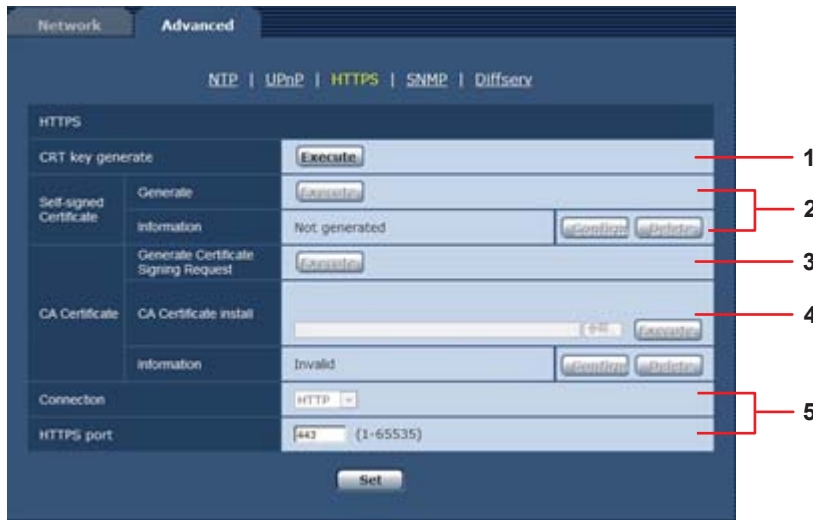 Network Advanced
NTP | UPnP | HTTPS | SNMP | Diffserv
HTTPS
CRT key generate Execute 1
Self-signed Certificate Generate Execute
2
Information Not generated Confirm Delete
Generate Certificate Signing Request Execute 3
CA Certificate CA Certificate install Execute 4
Information Invalid Confirm Delete
Connection HTTP
5
HTTPS port 443 (1-65535)
Set